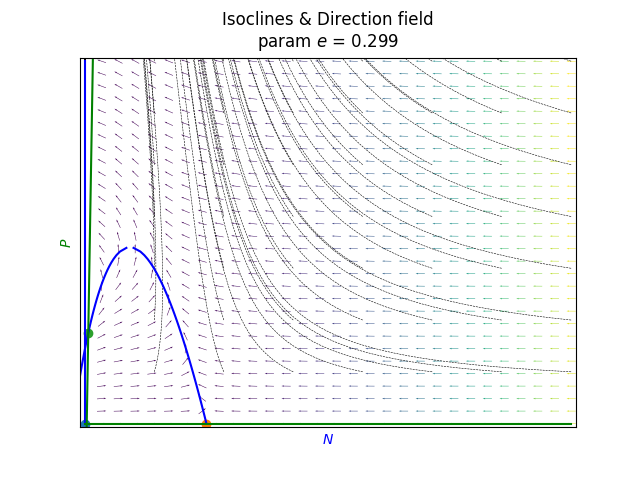 Isoclines & Direction field
param e = 0.299
P
N